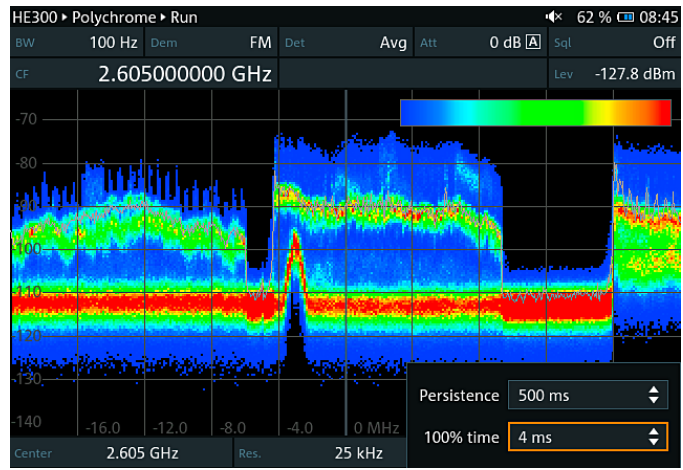 HE300 ▸ Polychrome ▸ Run 62 % 08:45
BW 100 Hz Dem FM Det Avg Att 0 dB A Sql Off
CF 2.605000000 GHz Lev -127.8 dBm
-70
-80
-90
-100
-110
-120
-130
-140 -16.0 -12.0 -8.0 -4.0 0 MHz
Persistence 500 ms
100% time 4 ms
Center 2.605 GHz Res. 25 kHz